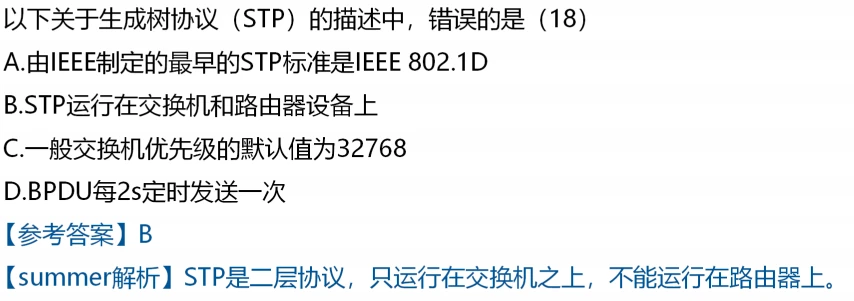 以下关于生成树协议（STP）的描述中，错误的是（18）
A.由IEEE制定的最早的STP标准是IEEE 802.1D
B.STP运行在交换机和路由器设备上
C.一般交换机优先级的默认值为32768
D.BPDU每2s定时发送一次
【参考答案】B
【summer解析】STP是二层协议，只运行在交换机之上，不能运行在路由器上。